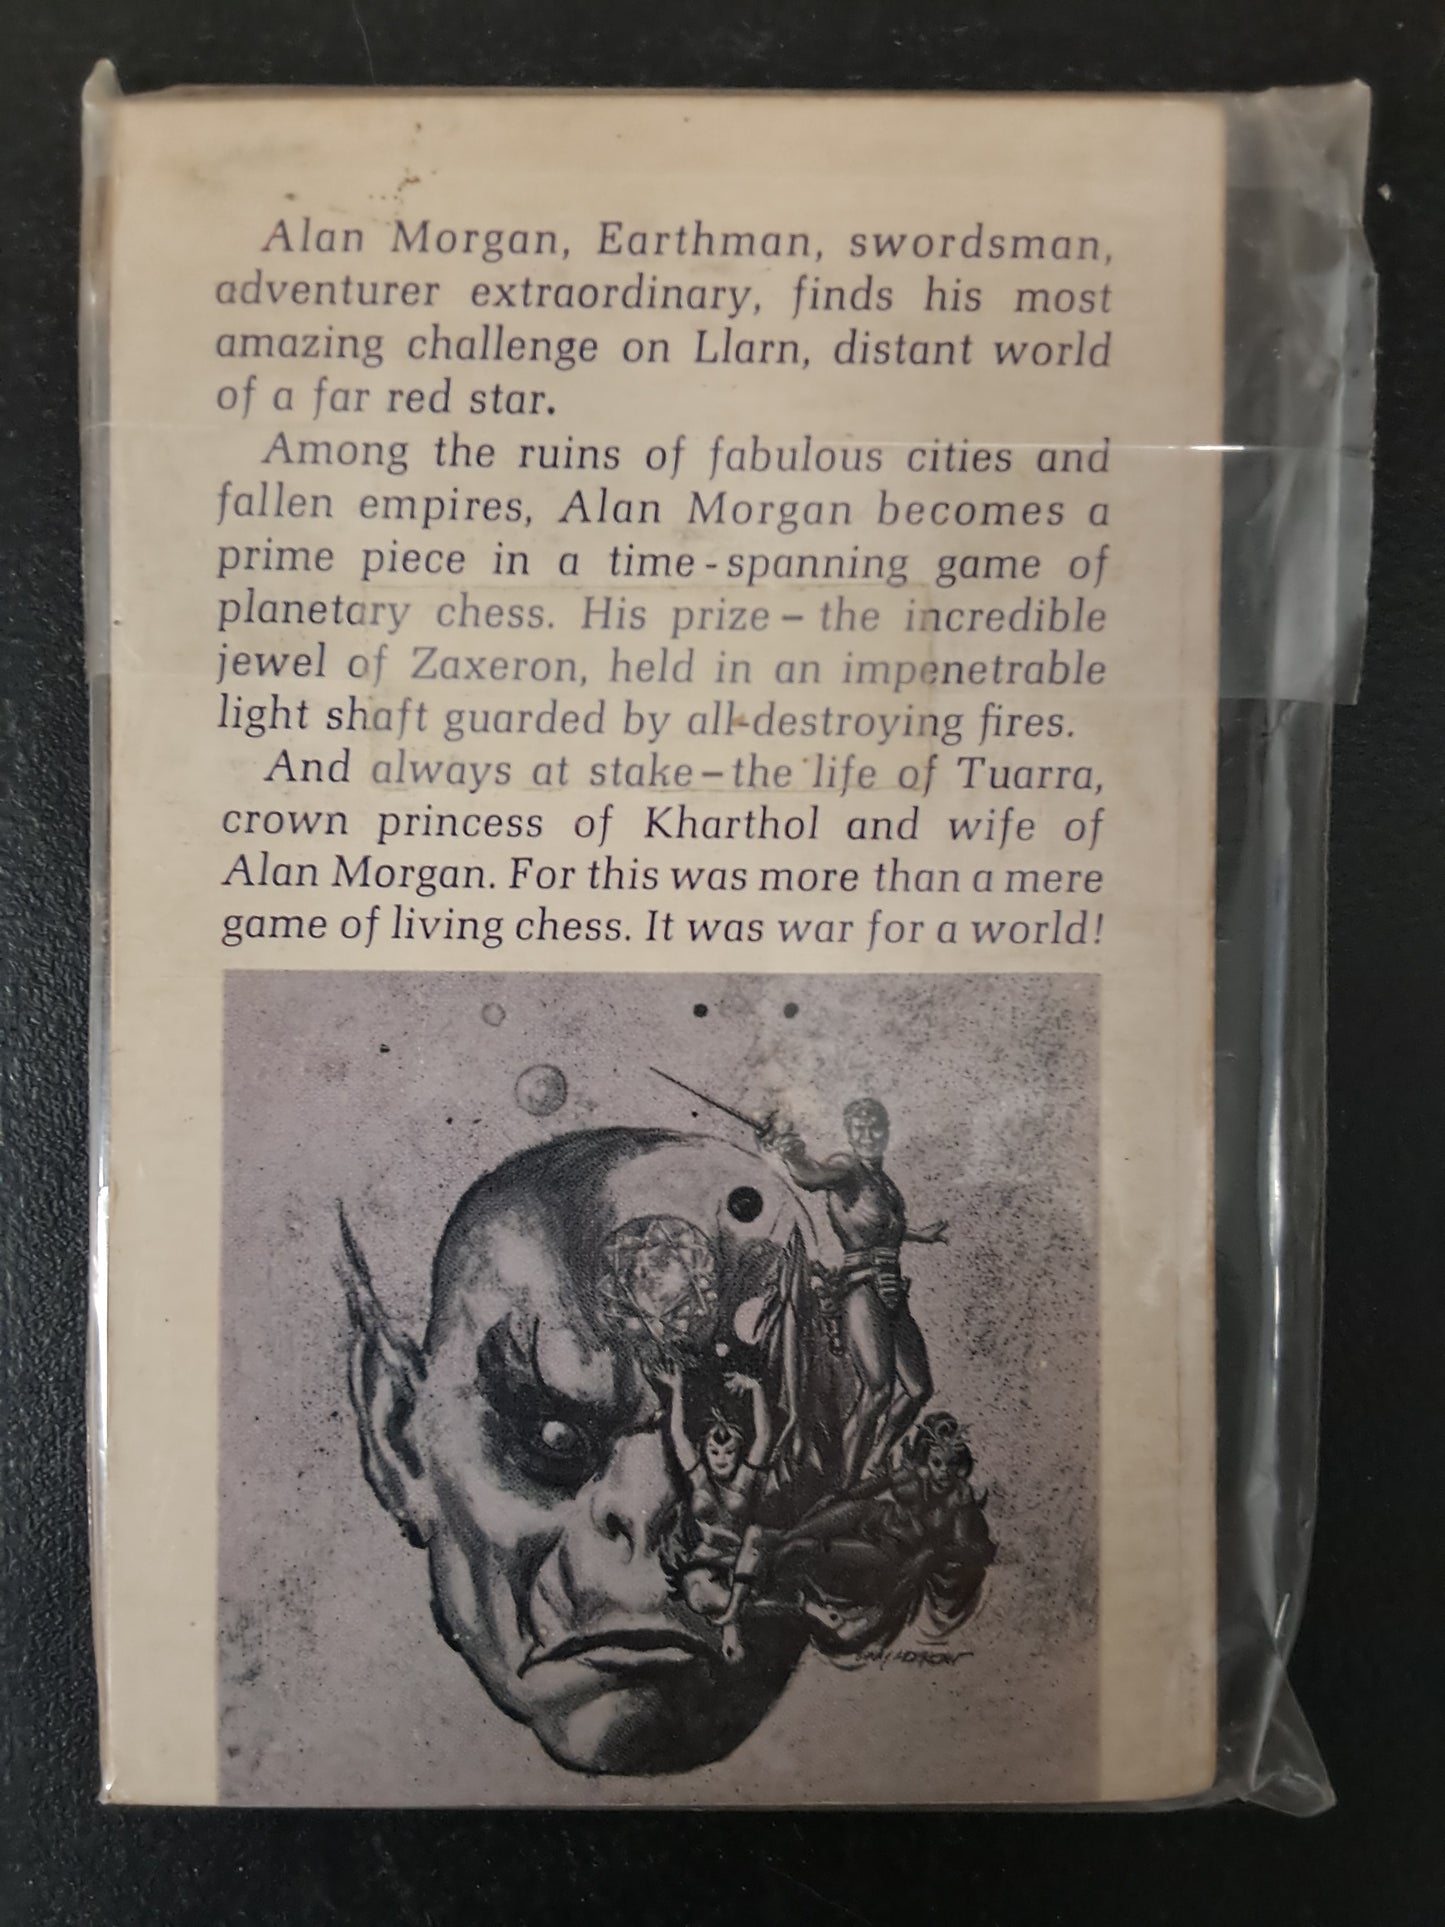 Alan Morgan, Earthman, swordsman,
adventurer extraordinary, finds his most
amazing challenge on Llarn, distant world
of a far red star.
Among the ruins of fabulous cities and
fallen empires, Alan Morgan becomes a
prime piece in a time-spanning game of
planetary chess. His prize – the incredible
jewel of Zaxeron, held in an impenetrable
light shaft guarded by all-destroying fires.
And always at stake – the life of Tuarra,
crown princess of Kharthol and wife of
Alan Morgan. For this was more than a mere
game of living chess. It was war for a world!